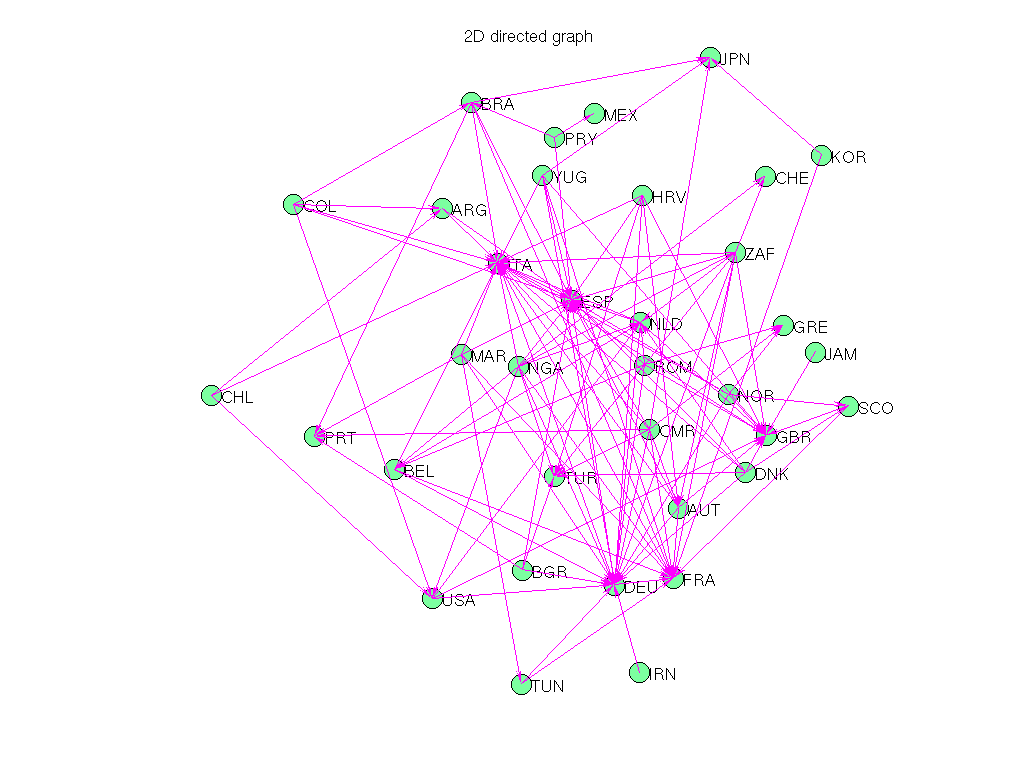 2D directed graph
JPN
BRA
MEX
PRY
KOR
YUG
CHE
HRV
COL
ARG
ZAF
ITA
ESP
NLD
GRE
JAM
MAR
NGA
ROM
CHL
NOR
SCO
PRT
CMR
GBR
BEL
TUR
DNK
AUT
BGR
DEU
FRA
USA
IRN
TUN